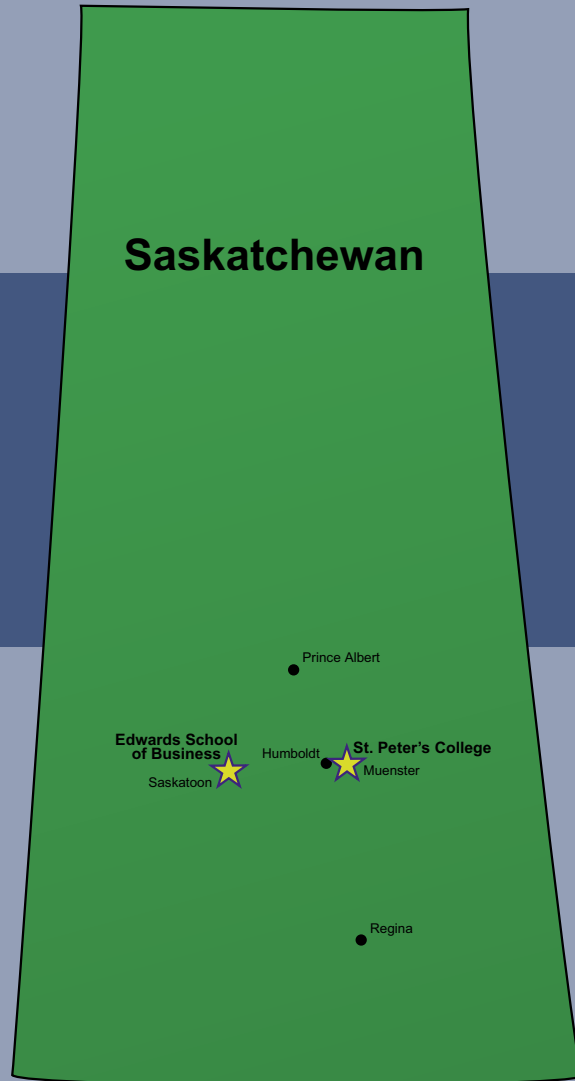 Saskatchewan
Prince Albert
Edwards School
of Business
Saskatoon
Humboldt
St. Peter’s College
Muenster
Regina